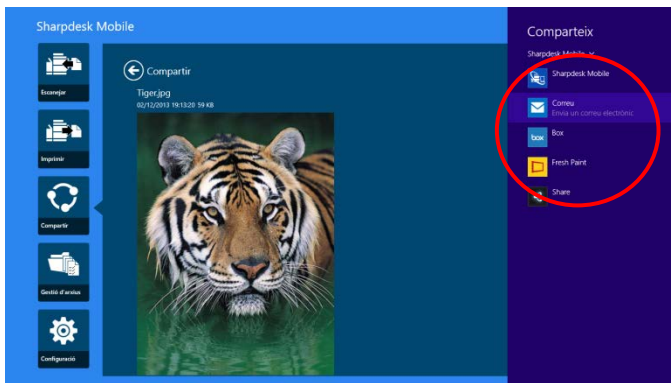 Sharpdesk Mobile
Escanejar
Imprimir
Compartir
Gestió d'arxius
Configuració
Compartir
Tiger.jpg
02/12/2013 19:13:20 59 KB
Comparteix
Sharpdesk Mobile
Sharpdesk Mobile
Correu
Envia un correu electrònic
box
Box
Fresh Paint
Share